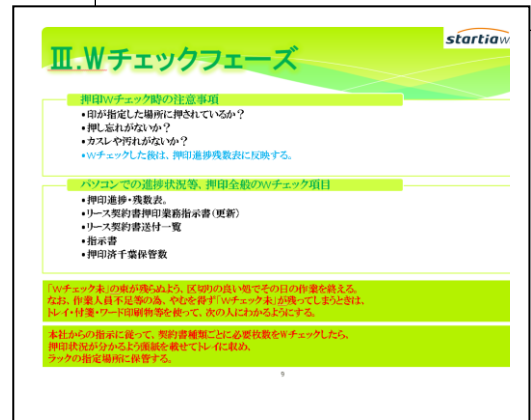 startiaw
Ⅲ.Wチェックフェーズ
押印Wチェック時の注意事項
•印が指定した場所に押されているか？
•押し忘れがないか？
•カスレや汚れがないか？
•Wチェックした後は、押印進捗残数表に反映する。
パソコンでの進捗状況等、押印全般のWチェック項目
•押印進捗・残数表。
•リース契約書押印業務指示書（更新）
•リース契約書送付一覧
•指示書
•押印済千葉保管数
「Wチェック未」の束が残らぬよう、区切りの良い処でその日の作業を終える。
なお、作業人員不足等の為、やむを得ず「Wチェック未」が残ってしまうときは、
トレイ・付箋・ワード印刷物等を使って、次の人にわかるようにする。
本社からの指示に従って、契約書種類ごとに必要枚数をWチェックしたら、
押印状況が分かるよう頭紙を載せてトレイに収め、
ラックの指定場所に保管する。
9